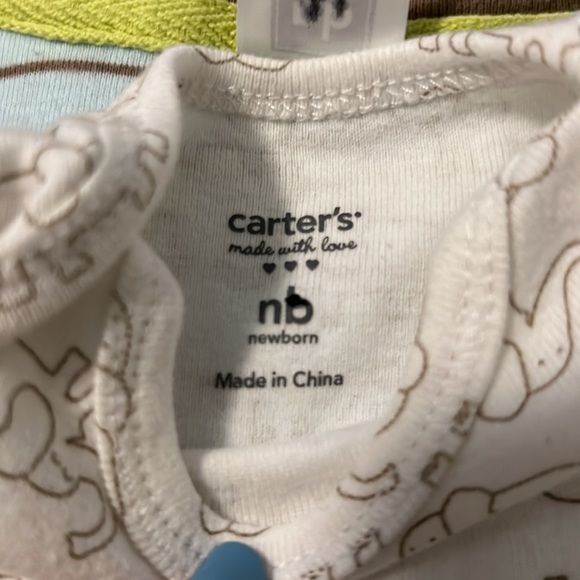 carter's
made with love
nb
newborn
Made in China